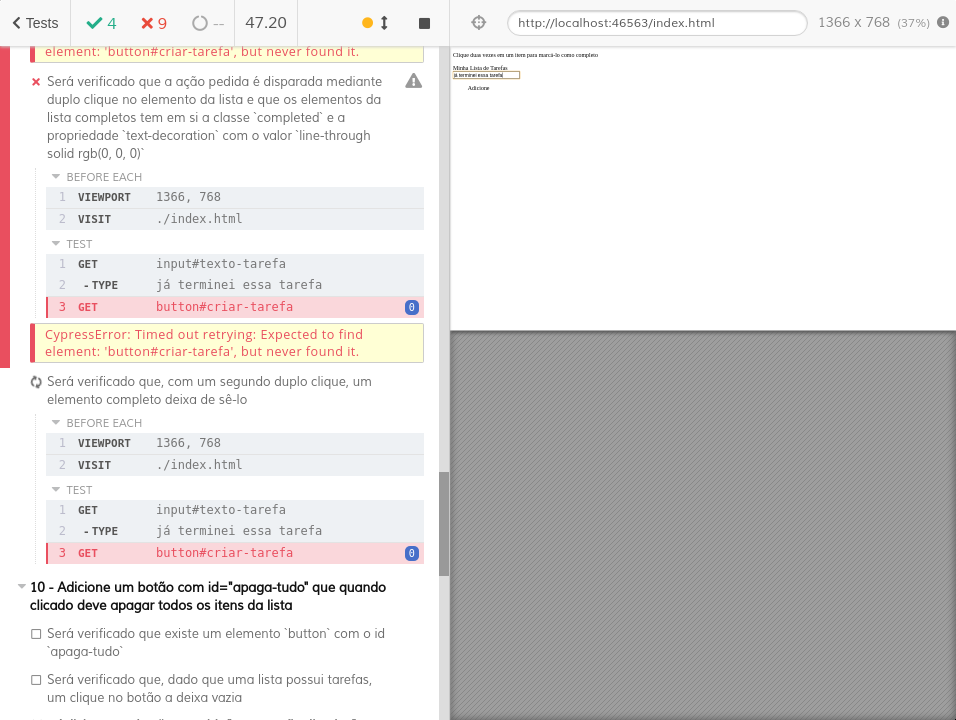 Tests 4 9 -- 47.20 http://localhost:46563/index.html 1366 x 768 (37%)
element: 'button#criar-tarefa', but never found it.
Será verificado que a ação pedida é disparada mediante
duplo clique no elemento da lista e que os elementos da
lista completos tem em si a classe `completed` e a
propriedade `text-decoration` com o valor `line-through
solid rgb(0, 0, 0)`
BEFORE EACH
1 VIEWPORT 1366, 768
2 VISIT ./index.html
TEST
1 GET input#texto-tarefa
2 -TYPE já terminei essa tarefa
3 GET button#criar-tarefa 0
CypressError: Timed out retrying: Expected to find
element: 'button#criar-tarefa', but never found it.
Será verificado que, com um segundo duplo clique, um
elemento completo deixa de sê-lo
BEFORE EACH
1 VIEWPORT 1366, 768
2 VISIT ./index.html
TEST
1 GET input#texto-tarefa
2 -TYPE já terminei essa tarefa
3 GET button#criar-tarefa 0
10 - Adicione um botão com id="apaga-tudo" que quando
clicado deve apagar todos os itens da lista
Será verificado que existe um elemento `button` com o id
`apaga-tudo`
Será verificado que, dado que uma lista possui tarefas,
um clique no botão a deixa vazia
Clique duas vezes em um item para marcá-lo como completo
Minha Lista de Tarefas
já terminei essa tarefa
Adicione